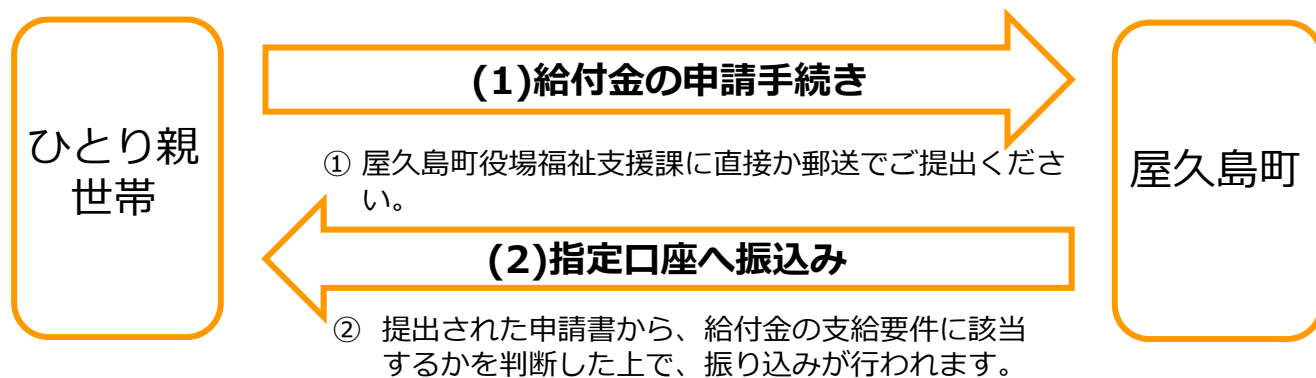 ひとり親
世帯
(1)給付金の申請手続き
① 屋久島町役場福祉支援課に直接か郵送でご提出くださ
い。
(2)指定口座へ振込み
② 提出された申請書から、給付金の支給要件に該当
するかを判断した上で、振り込みが行われます。
屋久島町